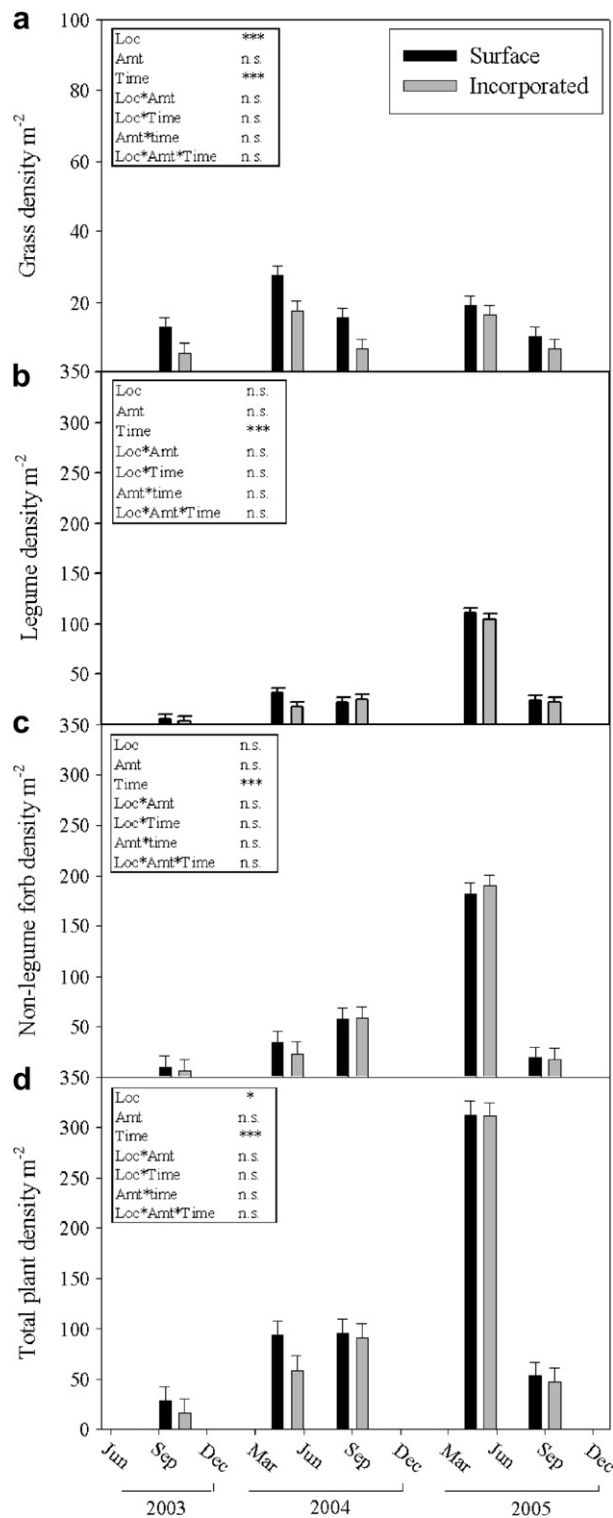 a
100
80
60
40
20
Grass density m-2
Loc ***
Amt n.s.
Time ***
Loc*Amt n.s.
Loc*Time n.s.
Amt*time n.s.
Loc*Amt*Time n.s.
Surface
Incorporated
b
350
300
250
200
150
100
50
Legume density m-2
Loc n.s.
Amt n.s.
Time ***
Loc*Amt n.s.
Loc*Time n.s.
Amt*time n.s.
Loc*Amt*Time n.s.
c
350
300
250
200
150
50
Non-legume forb density m-2
Loc n.s.
Amt n.s.
Time ***
Loc*Amt n.s.
Loc*Time n.s.
Amt*time n.s.
Loc*Amt*Time n.s.
d
350
300
250
200
150
100
50
0
Total plant density m-2
Loc *
Amt n.s.
Time ***
Loc*Amt n.s.
Loc*Time n.s.
Amt*time n.s.
Loc*Amt*Time n.s.
Jun Sep Dec Mar Jun Sep Dec Mar Jun Sep Dec
2003 2004 2005